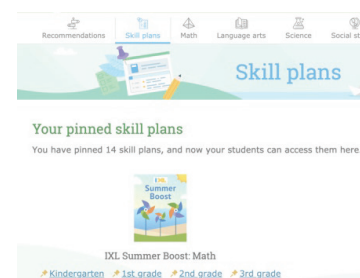 Recommendations Skill plans Math Language arts Science Social st
Skill plans
Your pinned skill plans
You have pinned 14 skill plans, and now your students can access them here
IXL
Summer
Boost
IXL Summer Boost: Math
Kindergarten 1st grade 2nd grade 3rd grade